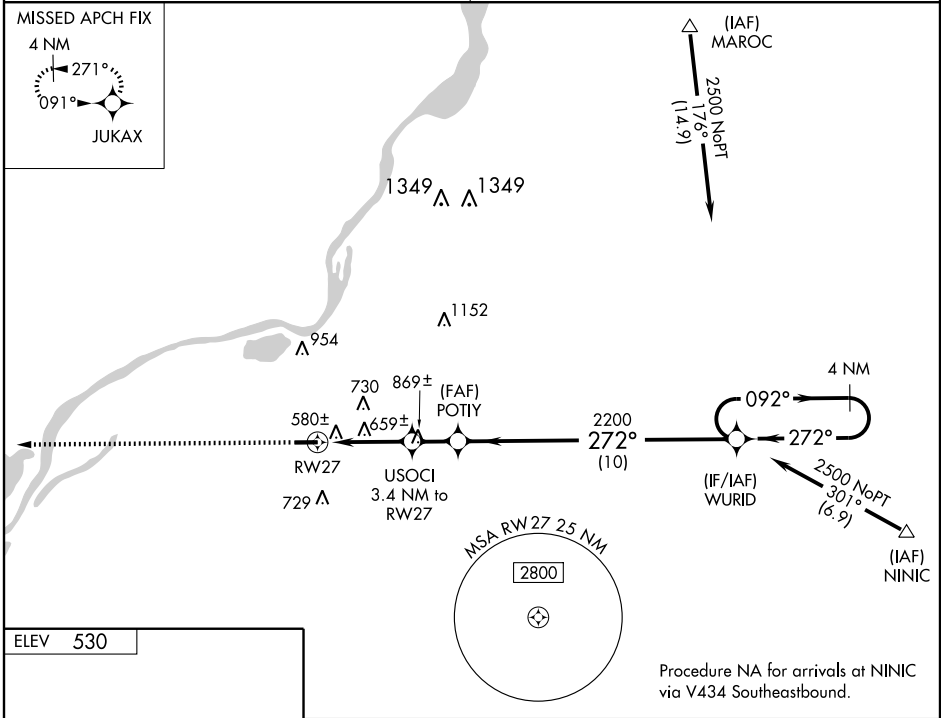 MISSED APCH FIX
4 NM
271°
091°
JUKAX
(IAF)
MAROC
2500 NoPT
176°
(14.9)
1349
1349
1152
954
730
869±
(FAF)
POTIY
580±
659±
RW27
USOCI
3.4 NM to
RW27
729
2200
272°
(10)
4 NM
092°
272°
(IF/IAF)
WURID
2500 NoPT
301°
(6.9)
(IAF)
NINIC
MSA RW27 25 NM
2800
ELEV 530
Procedure NA for arrivals at NINIC
via V434 Southeastbound.